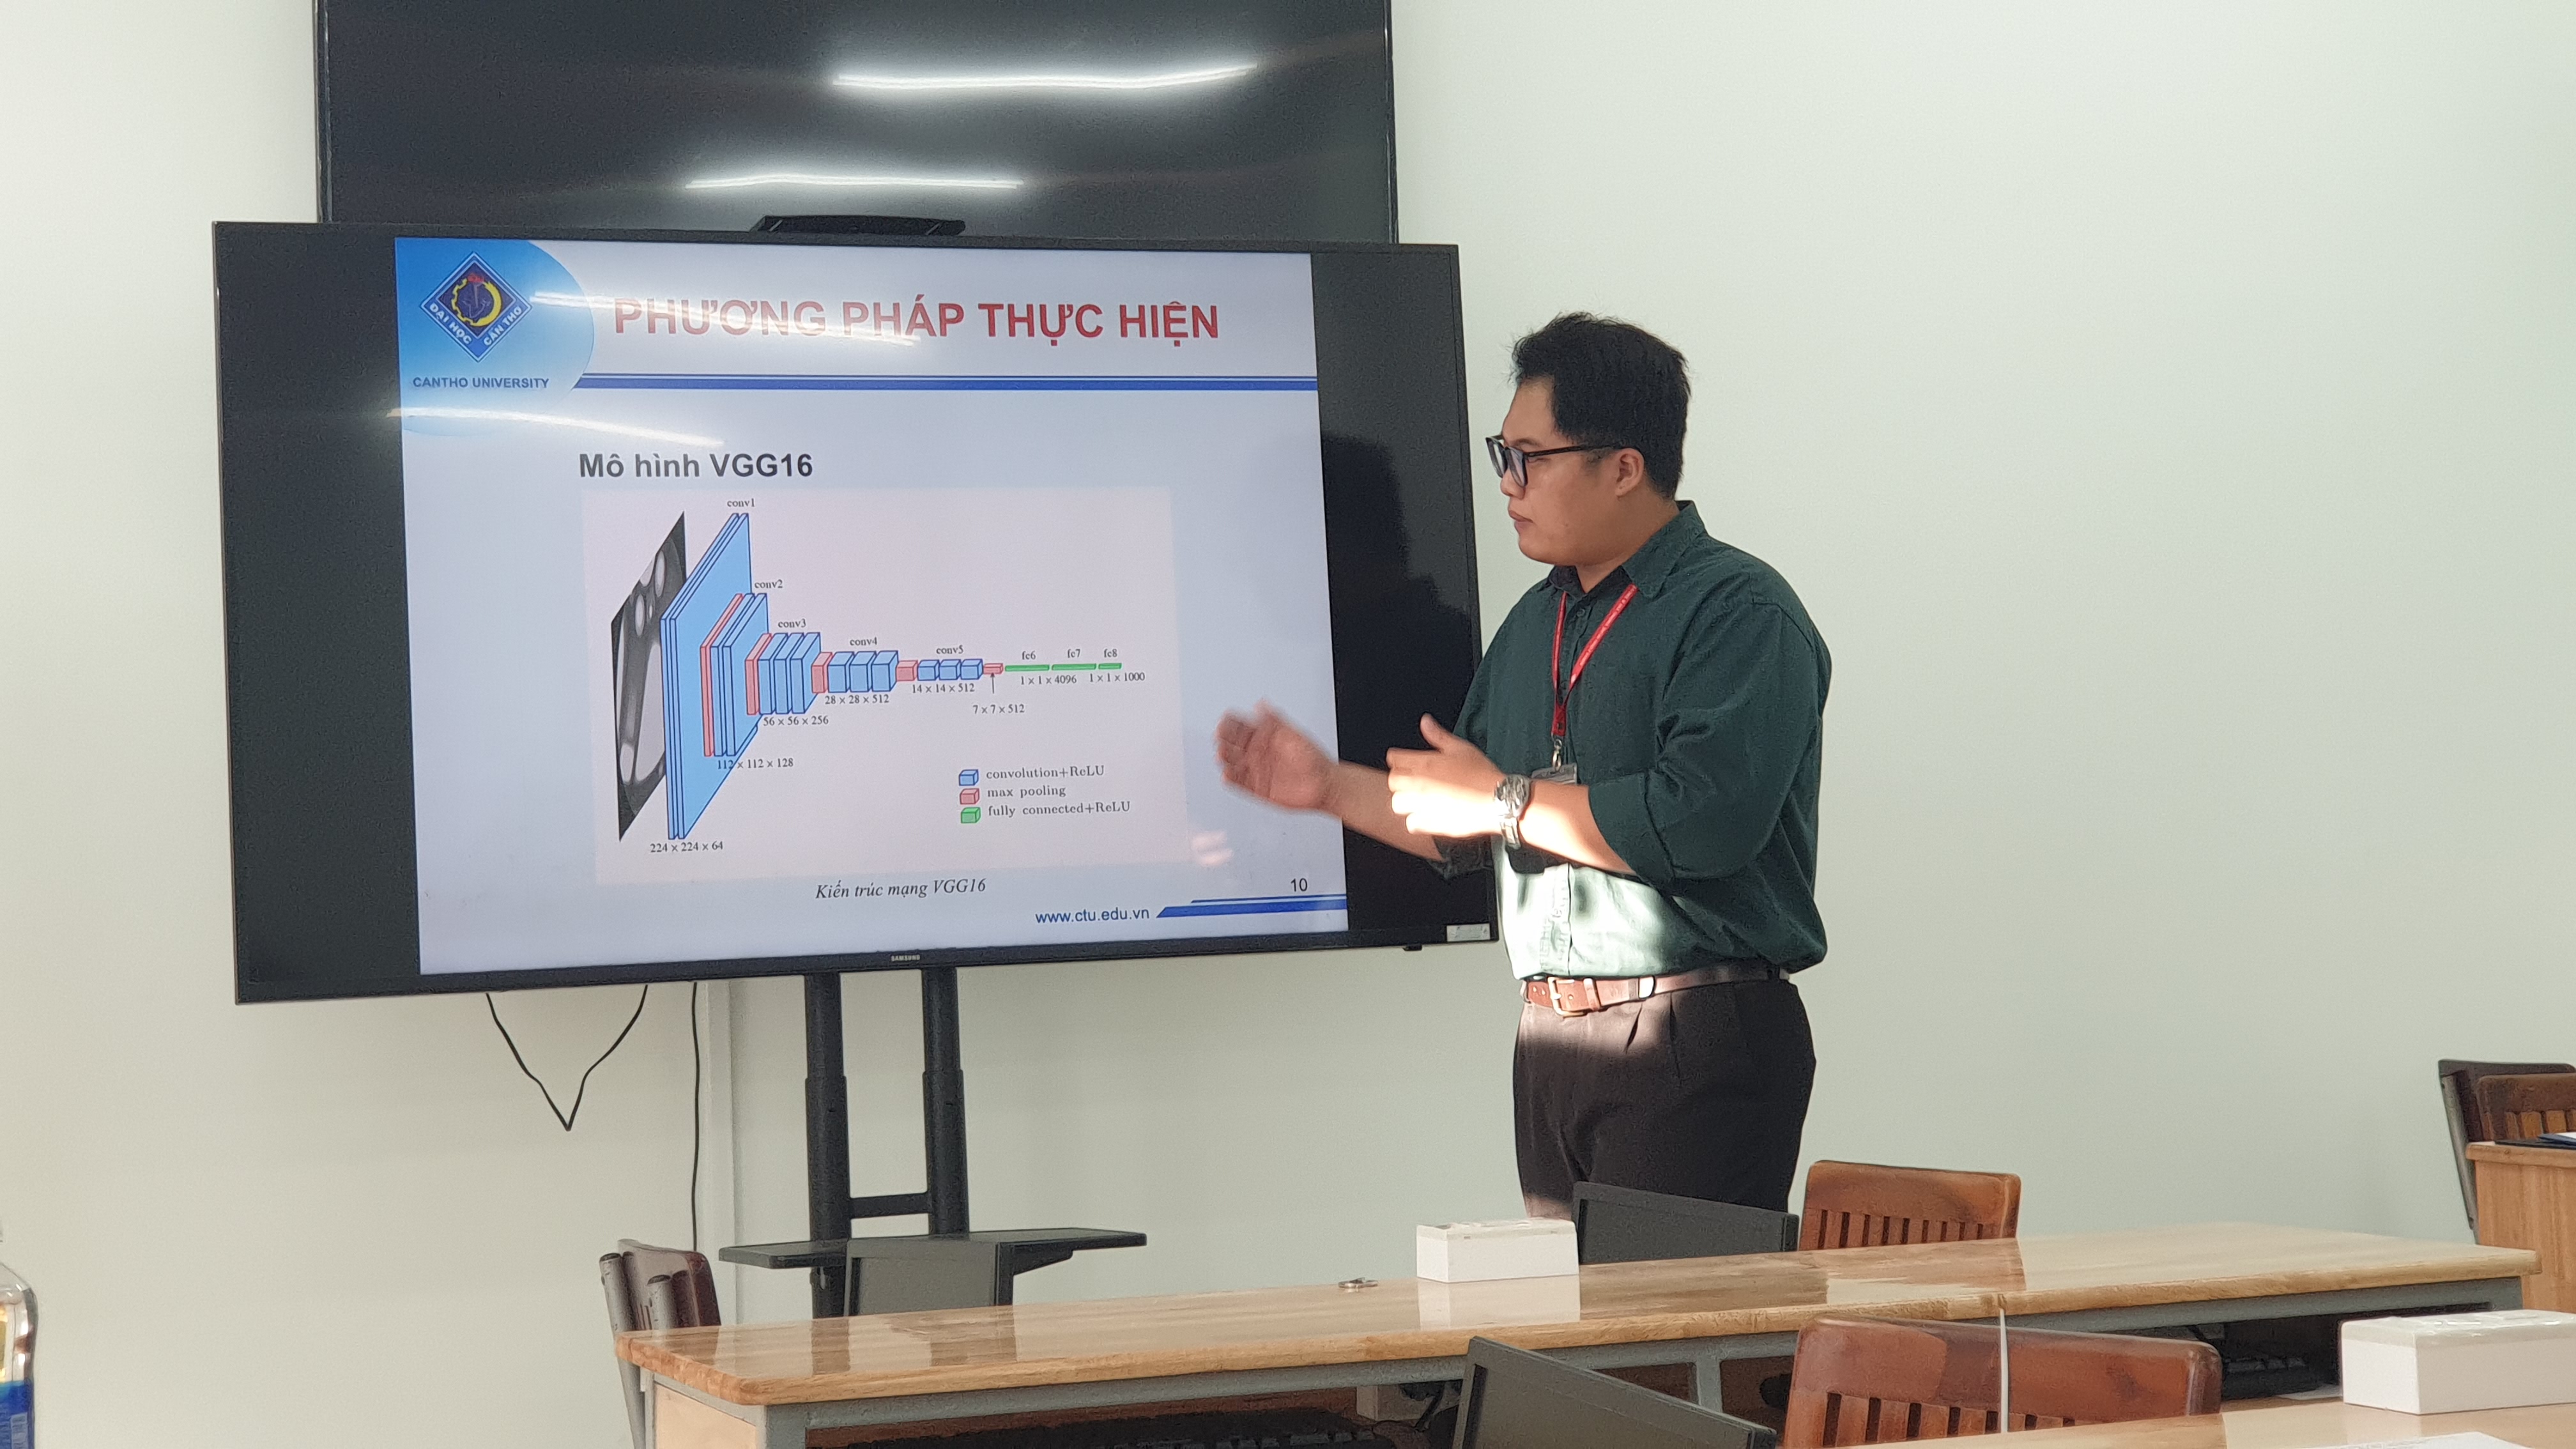 ĐẠI HỌC
CẦN THƠ
CANTHO UNIVERSITY
PHƯƠNG PHÁP THỰC HIỆN
Mô hình VGG16
conv1
conv2
conv3
conv4
conv5
fc6 fc7 fc8
1 × 1 × 4096 1 × 1 × 1000
14 × 14 × 512
28 × 28 × 512
7 × 7 × 512
56 × 56 × 256
112 × 112 × 128
224 × 224 × 64
convolution+ReLU
max pooling
fully connected+ReLU
Kiến trúc mạng VGG16
10
www.ctu.edu.vn
SAMSUNG